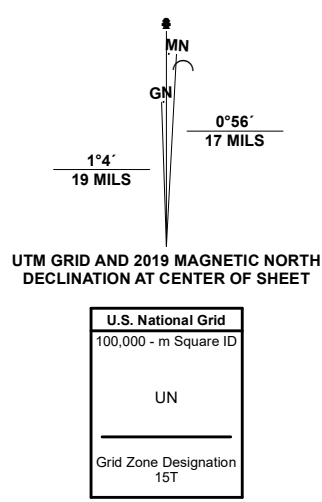 MN
GN
0°56´
17 MILS
1°4´
19 MILS
UTM GRID AND 2019 MAGNETIC NORTH
DECLINATION AT CENTER OF SHEET
U.S. National Grid
100,000 - m Square ID
UN
Grid Zone Designation
15T